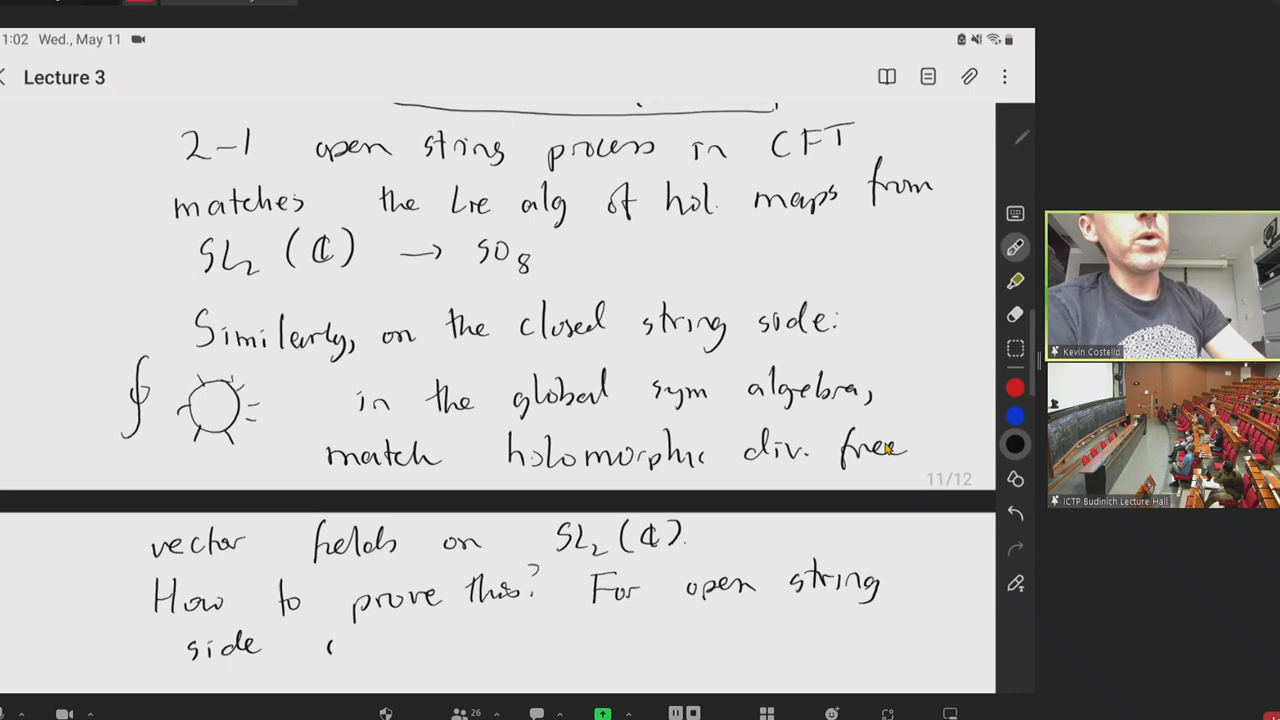 1:02 Wed., May 11
Lecture 3
2-1 open string process in CFT
matches the Lie alg of hol. maps from
SL₂ (ℂ) → SO₈
Similarly, on the closed string side:
∮ in the global sym algebra,
match holomorphic div. free
11/12
vector fields on SL₂(ℂ).
How to prove this? For open string
side
Kevin Costello
ICTP Budinich Lecture Hall
26